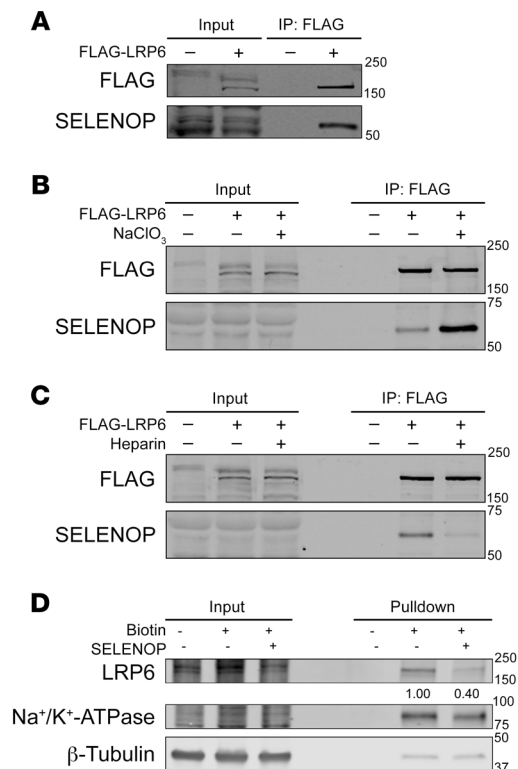 A
Input IP: FLAG
FLAG-LRP6 – + – +
FLAG 250
150
SELENOP
50
B
Input IP: FLAG
FLAG-LRP6 – + + – + +
NaClO₃ – – + – – +
FLAG 250
150
SELENOP 75
50
C
Input IP: FLAG
FLAG-LRP6 – + + – + +
Heparin – – + – – +
FLAG 250
150
SELENOP 75
50
D
Input Pulldown
Biotin - + + - + +
SELENOP - - + - - +
LRP6 250
150
1.00 0.40
Na⁺/K⁺-ATPase 100
75
β-Tubulin 50
37